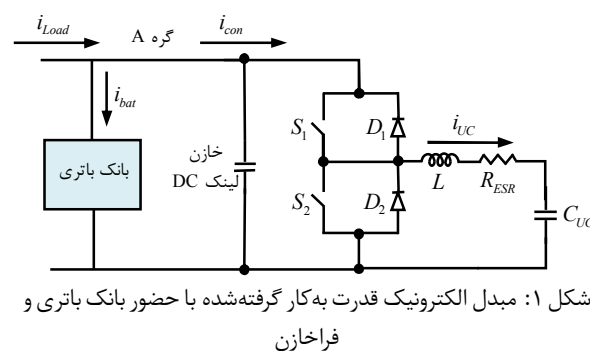 i_Load
گره A
i_con
i_bat
بانک باتری
خازن
لینک DC
S_1
D_1
i_UC
L
R_ESR
S_2
D_2
C_UC
شکل ۱: مبدل الکترونیک قدرت به‌کار گرفته‌شده با حضور بانک باتری و
فراخازن